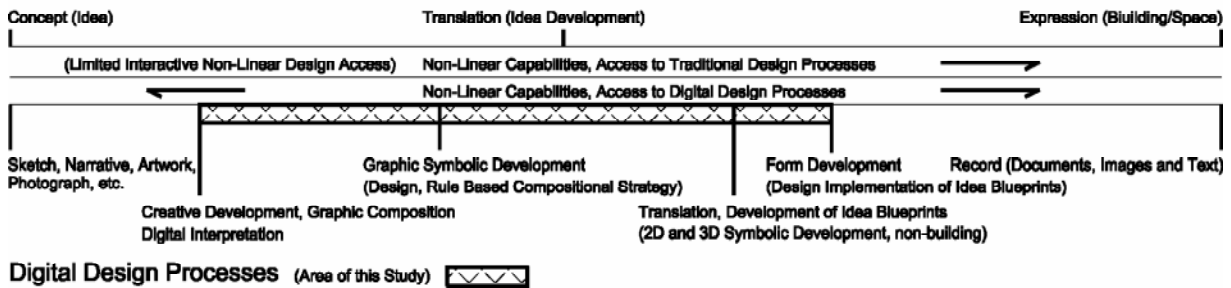 Concept (Idea) Translation (Idea Development) Expression (Biuilding/Space)
(Limited Interactive Non-Linear Design Access) Non-Linear Capabilities, Access to Traditional Design Processes
Non-Linear Capabilities, Access to Digital Design Processes
Sketch, Narrative, Artwork, Graphic Symbolic Development Form Development Record (Documents, Images and Text)
Photograph, etc. (Design, Rule Based Compositional Strategy) (Design Implementation of Idea Blueprints)
Creative Development, Graphic Composition Translation, Development of Idea Blueprints
Digital Interpretation (2D and 3D Symbolic Development, non-building)
Digital Design Processes (Area of this Study)